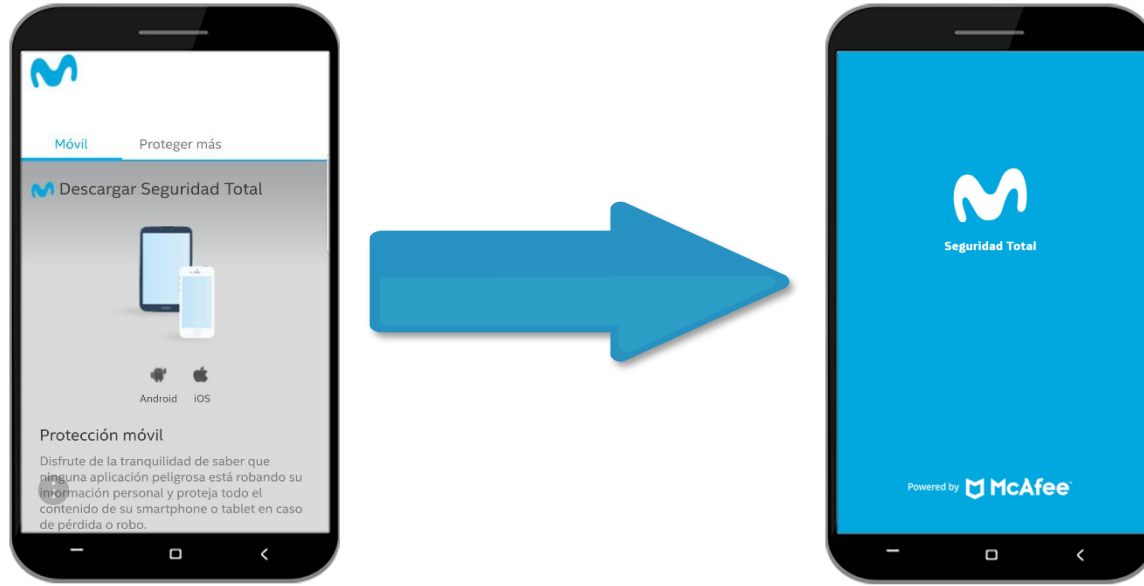 Móvil Proteger más
Descargar Seguridad Total
Android iOS
Protección móvil
Disfrute de la tranquilidad de saber que
ninguna aplicación peligrosa está robando su
información personal y proteja todo el
contenido de su smartphone o tablet en caso
de pérdida o robo.
Seguridad Total
Powered by McAfee™